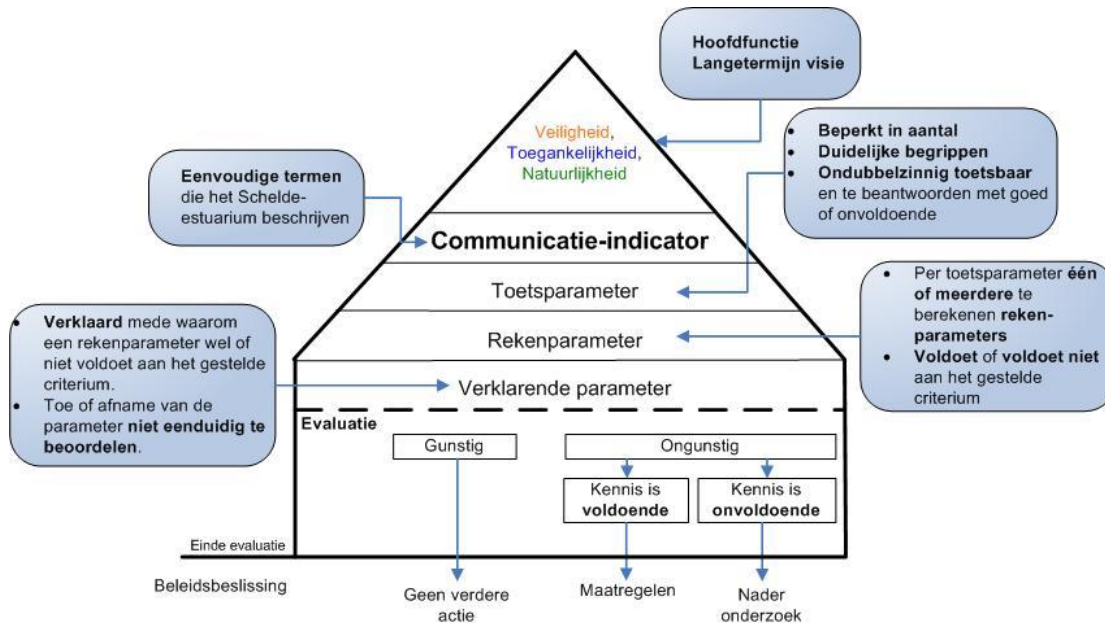 Hoofdfunctie
Langetermijn visie
Veiligheid,
Toegankelijkheid,
Natuurlijkheid
• Beperkt in aantal
• Duidelijke begrippen
• Ondubbelzinnig toetsbaar
en te beantwoorden met goed
of onvoldoende
Eenvoudige termen
die het Schelde-
estuarium beschrijven
Communicatie-indicator
Toetsparameter
• Per toetsparameter één
of meerdere te
berekenen reken-
parameters
• Voldoet of voldoet niet
aan het gestelde
criterium
Rekenparameter
• Verklaard mede waarom
een rekenparameter wel of
niet voldoet aan het gestelde
criterium.
• Toe of afname van de
parameter niet eenduidig te
beoordelen.
Verklarende parameter
Evaluatie
Gunstig
Ongunstig
Kennis is
voldoende
Kennis is
onvoldoende
Einde evaluatie
Beleidsbeslissing
Geen verdere
actie
Maatregelen
Nader
onderzoek